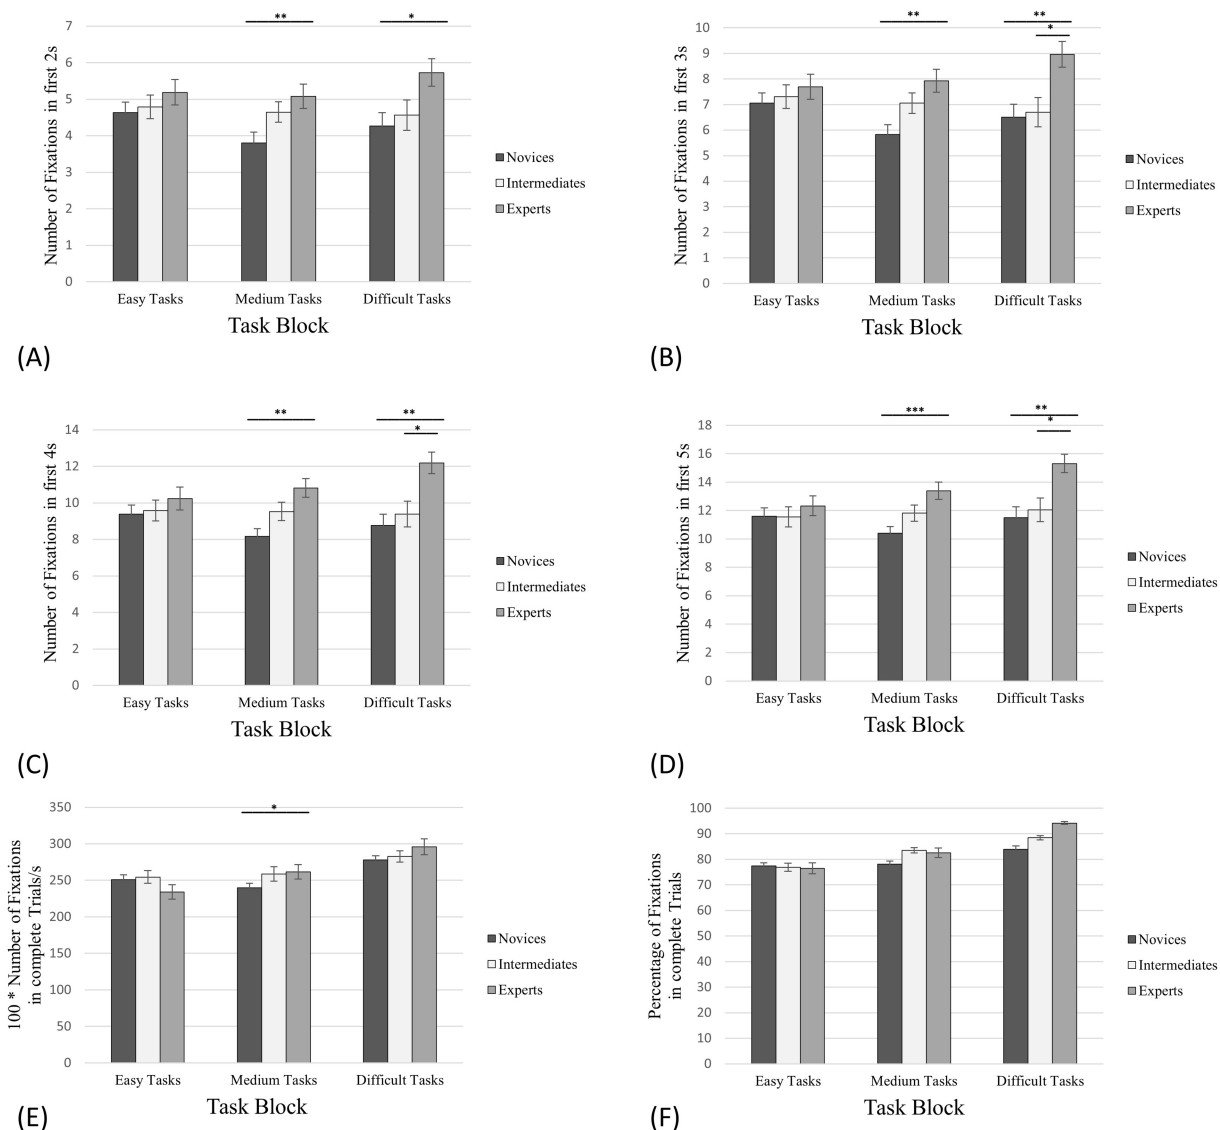 7
6
5
4
3
2
1
0
Number of Fixations in first 2s
**
*
Easy Tasks
Medium Tasks
Difficult Tasks
Task Block
Novices
Intermediates
Experts
(A)
10
9
8
7
6
5
4
3
2
1
0
Number of Fixations in first 3s
**
**
*
Easy Tasks
Medium Tasks
Difficult Tasks
Task Block
Novices
Intermediates
Experts
(B)
14
12
10
8
6
4
2
0
Number of Fixations in first 4s
**
**
*
Easy Tasks
Medium Tasks
Difficult Tasks
Task Block
Novices
Intermediates
Experts
(C)
18
16
14
12
10
8
6
4
2
0
Number of Fixations in first 5s
***
**
*
Easy Tasks
Medium Tasks
Difficult Tasks
Task Block
Novices
Intermediates
Experts
(D)
350
300
250
200
150
100
50
0
100 * Number of Fixations
in complete Trials/s
*
Easy Tasks
Medium Tasks
Difficult Tasks
Task Block
Novices
Intermediates
Experts
(E)
100
90
80
70
60
50
40
30
20
10
0
Percentage of Fixations
in complete Trials
Easy Tasks
Medium Tasks
Difficult Tasks
Task Block
Novices
Intermediates
Experts
(F)